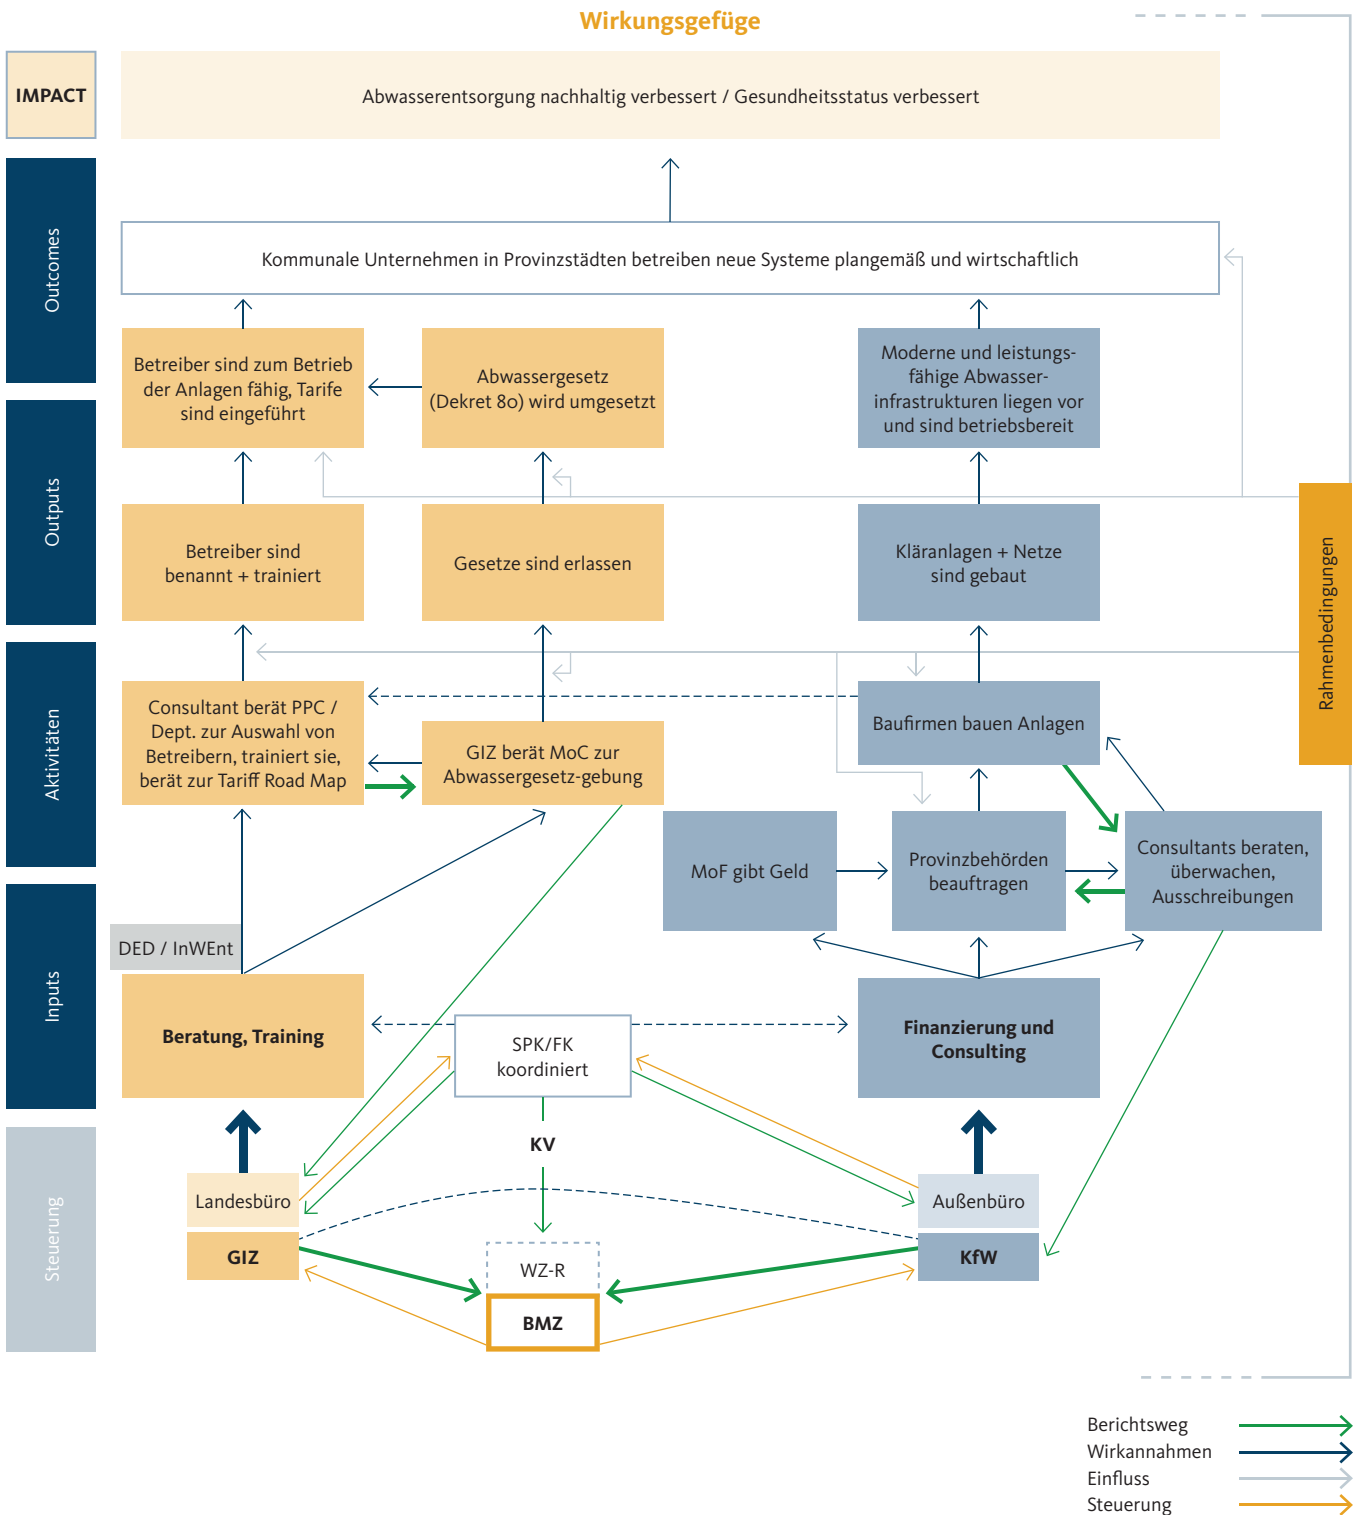 Wirkungsgefüge
IMPACT
Abwasserentsorgung nachhaltig verbessert / Gesundheitsstatus verbessert
Outcomes
Kommunale Unternehmen in Provinzstädten betreiben neue Systeme plangemäß und wirtschaftlich
Betreiber sind zum Betrieb
der Anlagen fähig, Tarife
sind eingeführt
Abwassergesetz
(Dekret 80) wird umgesetzt
Moderne und leistungs-
fähige Abwasser-
infrastrukturen liegen vor
und sind betriebsbereit
Outputs
Betreiber sind
benannt + trainiert
Gesetze sind erlassen
Kläranlagen + Netze
sind gebaut
Rahmenbedingungen
Aktivitäten
Consultant berät PPC /
Dept. zur Auswahl von
Betreibern, trainiert sie,
berät zur Tariff Road Map
GIZ berät MoC zur
Abwassergesetz-gebung
Baufirmen bauen Anlagen
MoF gibt Geld
Provinzbehörden
beauftragen
Consultants beraten,
überwachen,
Ausschreibungen
Inputs
DED / InWEnt
Beratung, Training
SPK/FK
koordiniert
Finanzierung und
Consulting
KV
Steuerung
Landesbüro
GIZ
Außenbüro
KfW
WZ-R
BMZ
Berichtsweg
Wirkannahmen
Einfluss
Steuerung